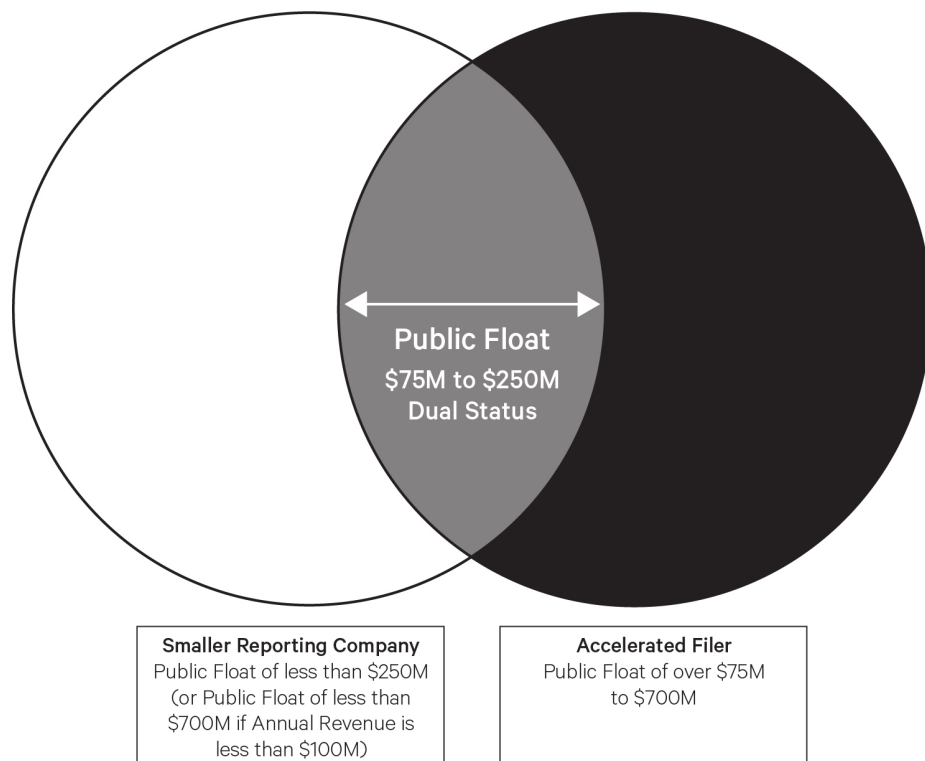 Public Float
$75M to $250M
Dual Status
Smaller Reporting Company
Public Float of less than $250M
(or Public Float of less than
$700M if Annual Revenue is
less than $100M)
Accelerated Filer
Public Float of over $75M
to $700M